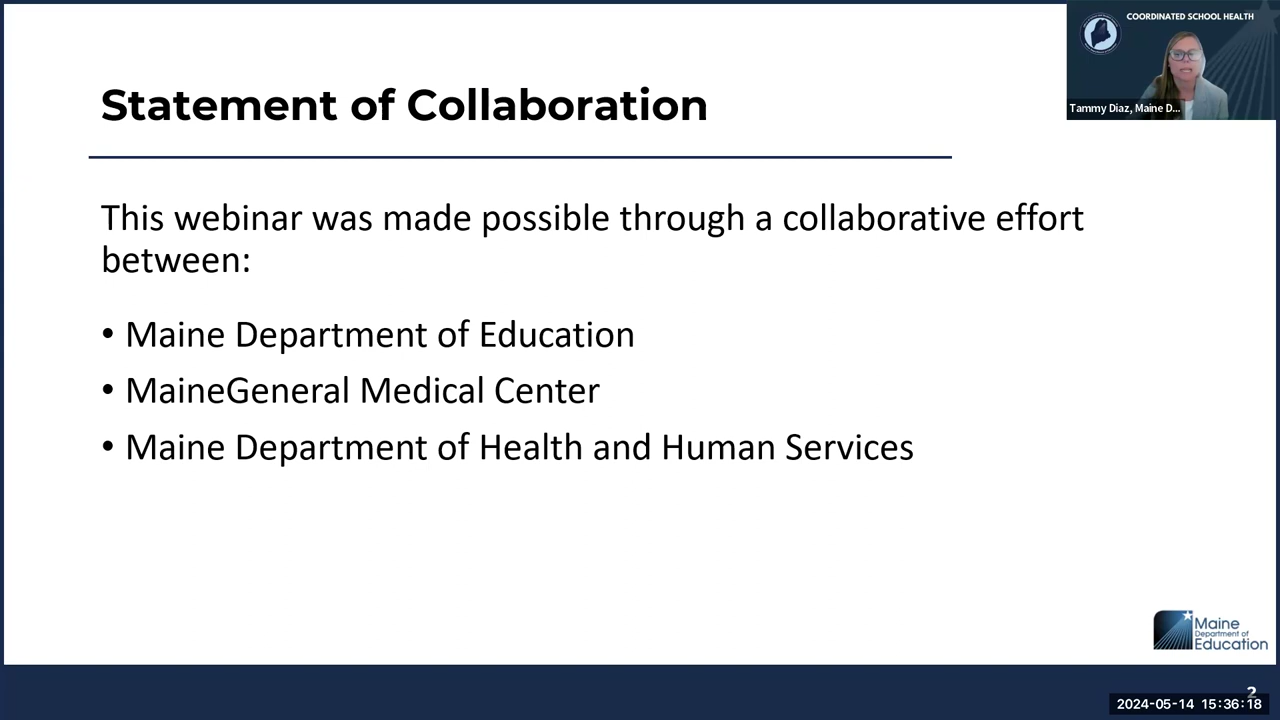 COORDINATED SCHOOL HEALTH
Tammy Diaz, Maine D...
Statement of Collaboration
This webinar was made possible through a collaborative effort
between:
• Maine Department of Education
• MaineGeneral Medical Center
• Maine Department of Health and Human Services
Maine
Department of
Education
2
2024-05-14 15:36:18